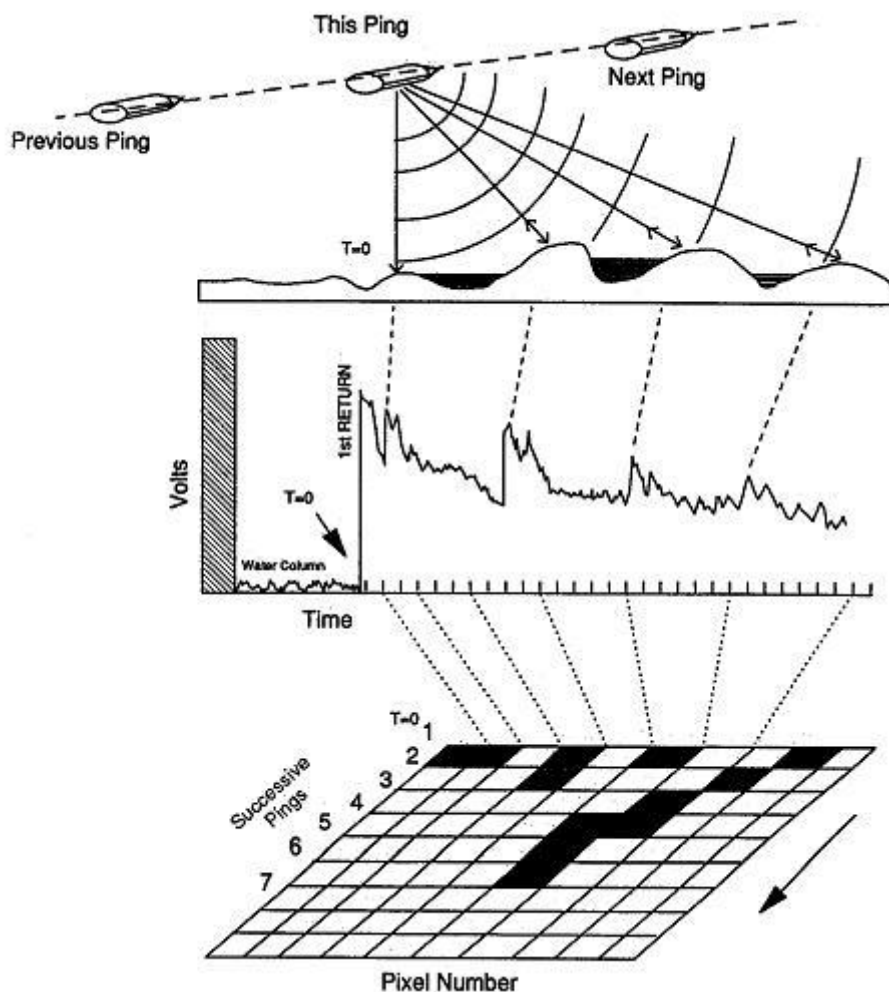 This Ping
Next Ping
Previous Ping
T=0
Volts
1st RETURN
T=0
Water Column
Time
T=0
1
2
3
4
5
6
7
Successive
Pings
Pixel Number